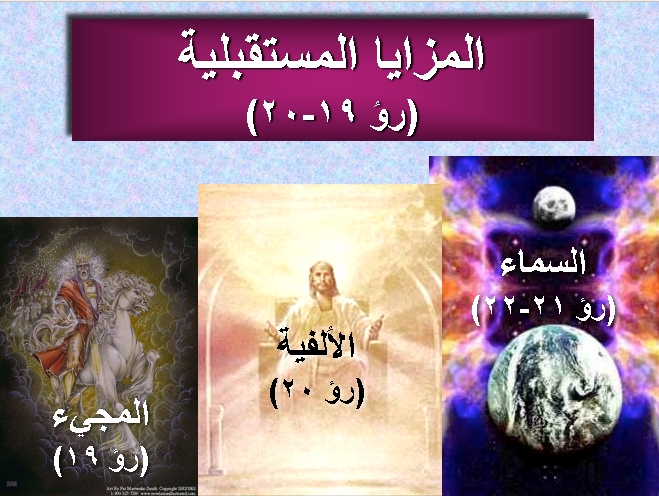 المزايا المستقبلية
(رؤ ١٩-٢٠)
السماء
(رؤ ٢١-٢٢)
الألفية
(رؤ ٢٠)
المجيء
(رؤ ١٩)